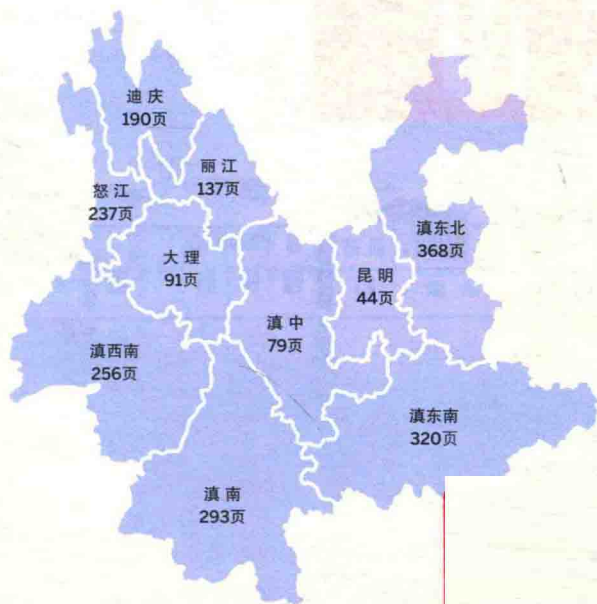 迪庆
190页
丽江
137页
怒江
237页
滇东北
368页
大理
91页
昆明
44页
滇中
79页
滇西南
256页
滇东南
320页
滇南
293页